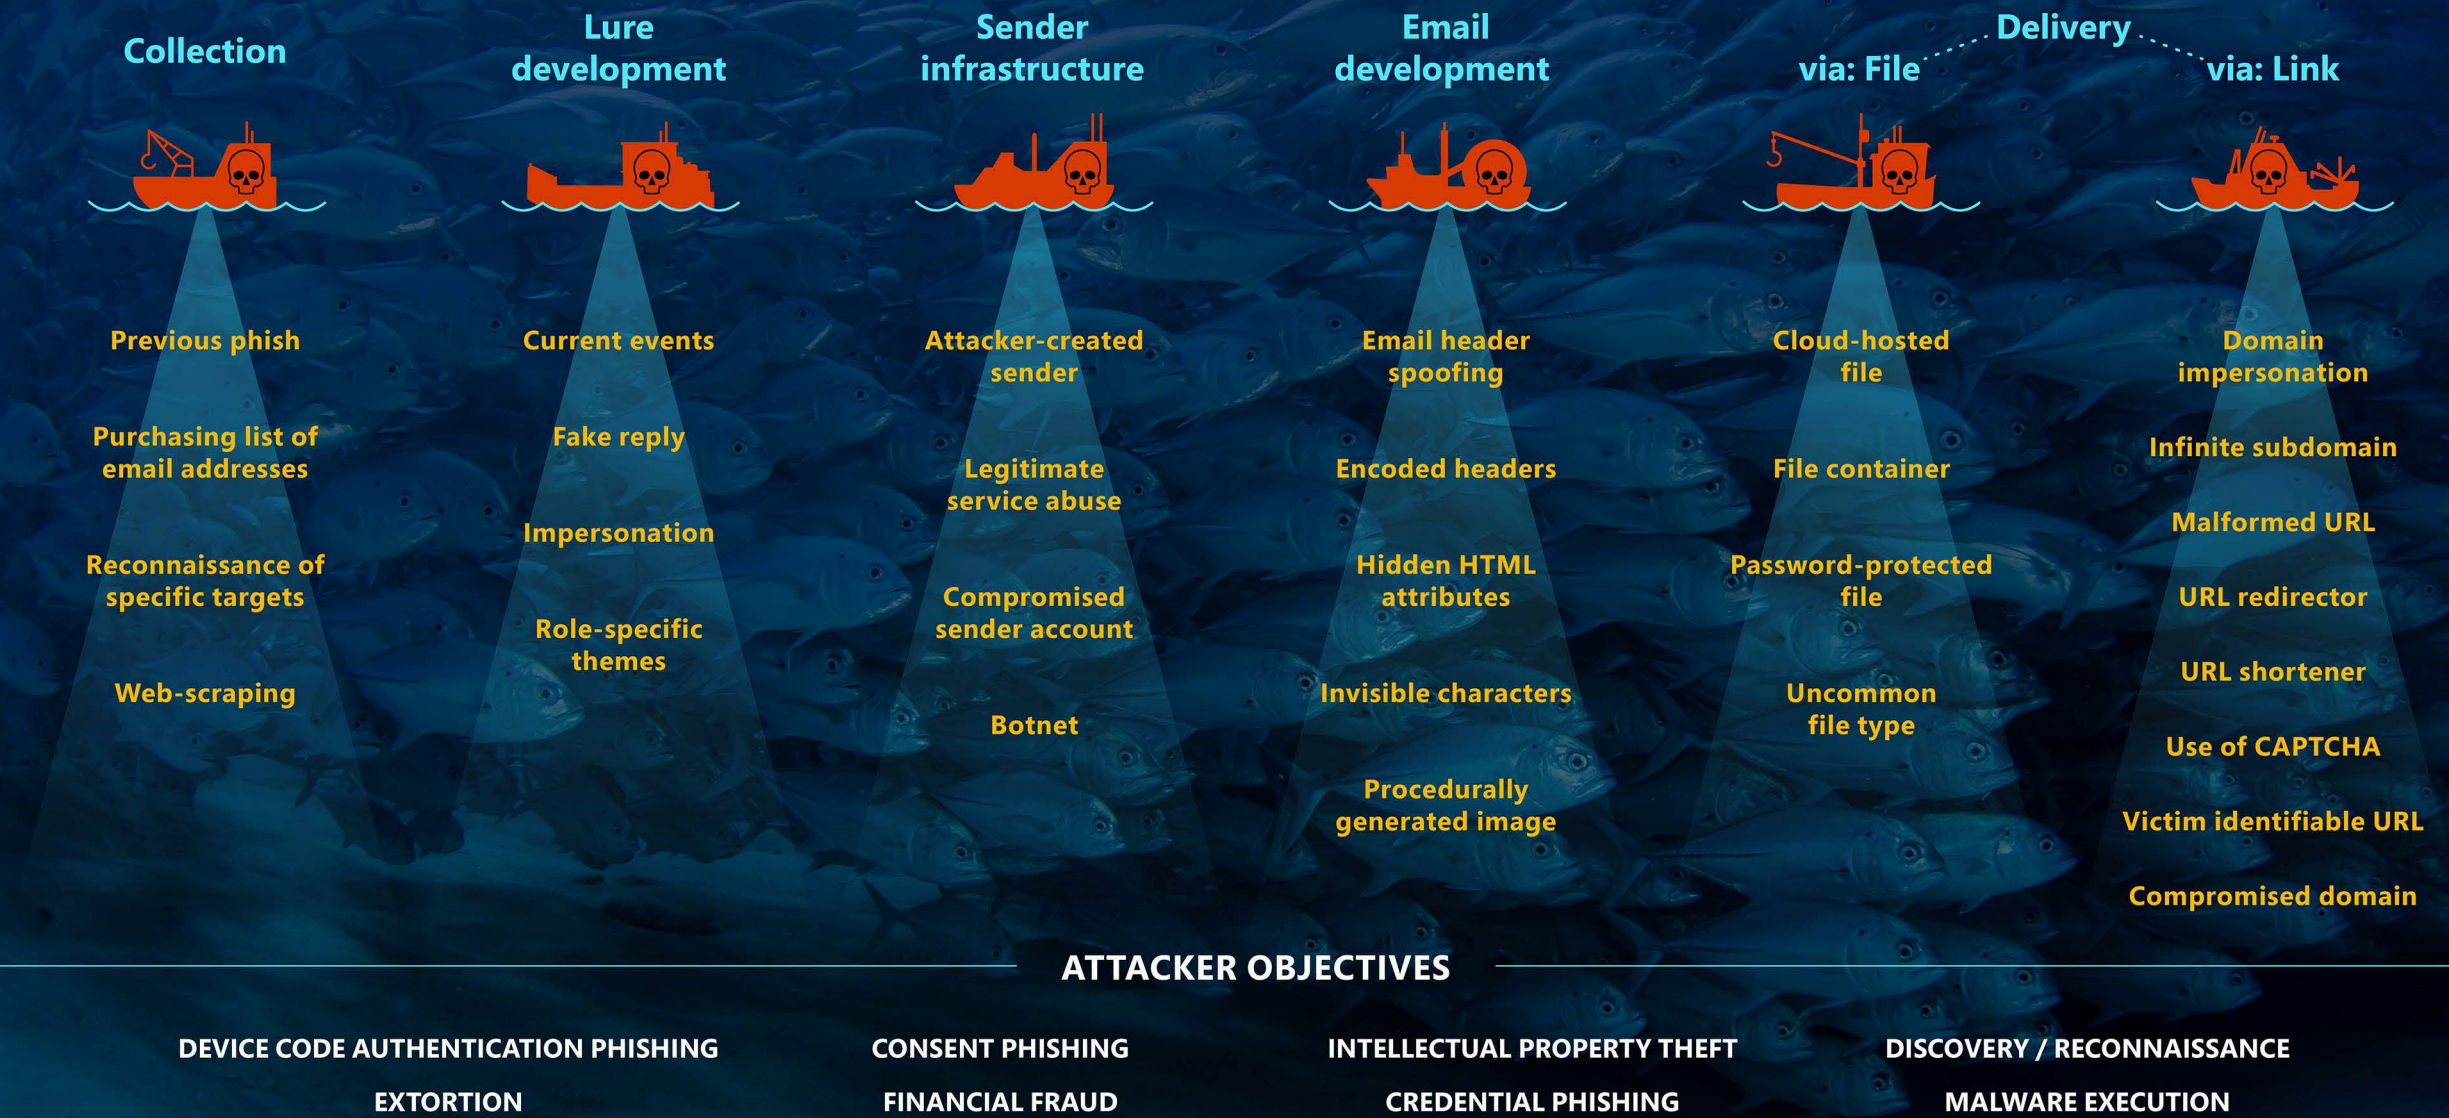 Collection
Lure
development
Sender
infrastructure
Email
development
Delivery
via: File
via: Link
Previous phish
Purchasing list of
email addresses
Reconnaissance of
specific targets
Web-scraping
Current events
Fake reply
Impersonation
Role-specific
themes
Attacker-created
sender
Legitimate
service abuse
Compromised
sender account
Botnet
Email header
spoofing
Encoded headers
Hidden HTML
attributes
Invisible characters
Procedurally
generated image
Cloud-hosted
file
File container
Password-protected
file
Uncommon
file type
Domain
impersonation
Infinite subdomain
Malformed URL
URL redirector
URL shortener
Use of CAPTCHA
Victim identifiable URL
Compromised domain
ATTACKER OBJECTIVES
DEVICE CODE AUTHENTICATION PHISHING
CONSENT PHISHING
INTELLECTUAL PROPERTY THEFT
DISCOVERY / RECONNAISSANCE
EXTORTION
FINANCIAL FRAUD
CREDENTIAL PHISHING
MALWARE EXECUTION